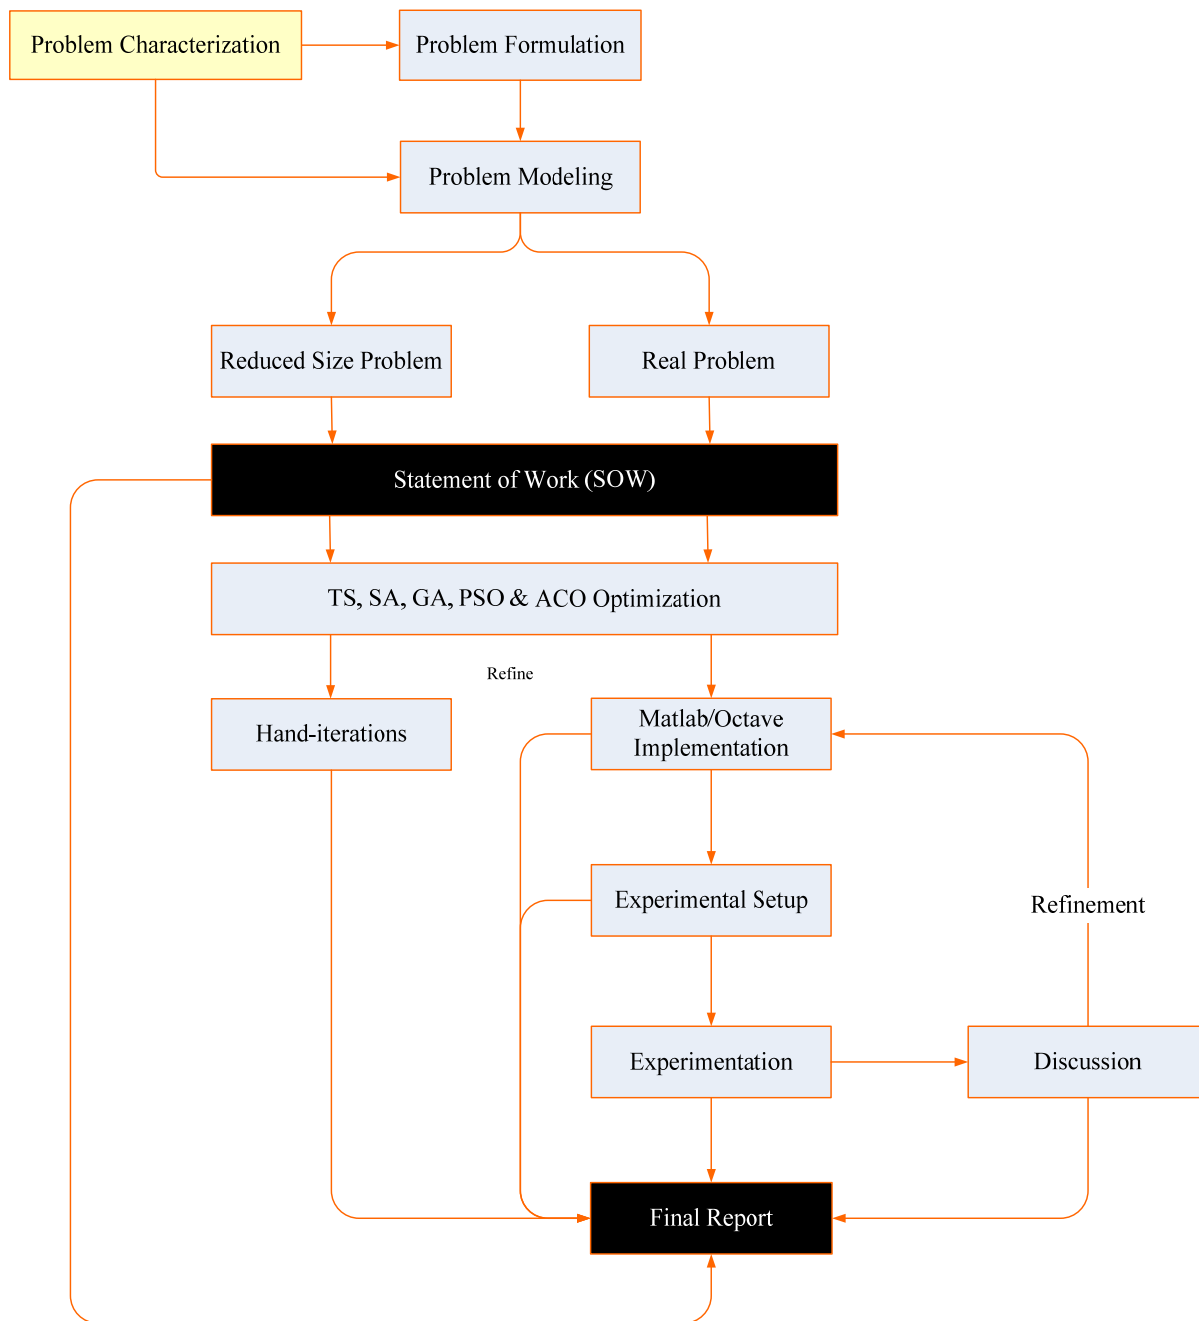 Problem Characterization
Problem Formulation
Problem Modeling
Reduced Size Problem
Real Problem
Statement of Work (SOW)
TS, SA, GA, PSO & ACO Optimization
Refine
Hand-iterations
Matlab/Octave
Implementation
Experimental Setup
Refinement
Experimentation
Discussion
Final Report